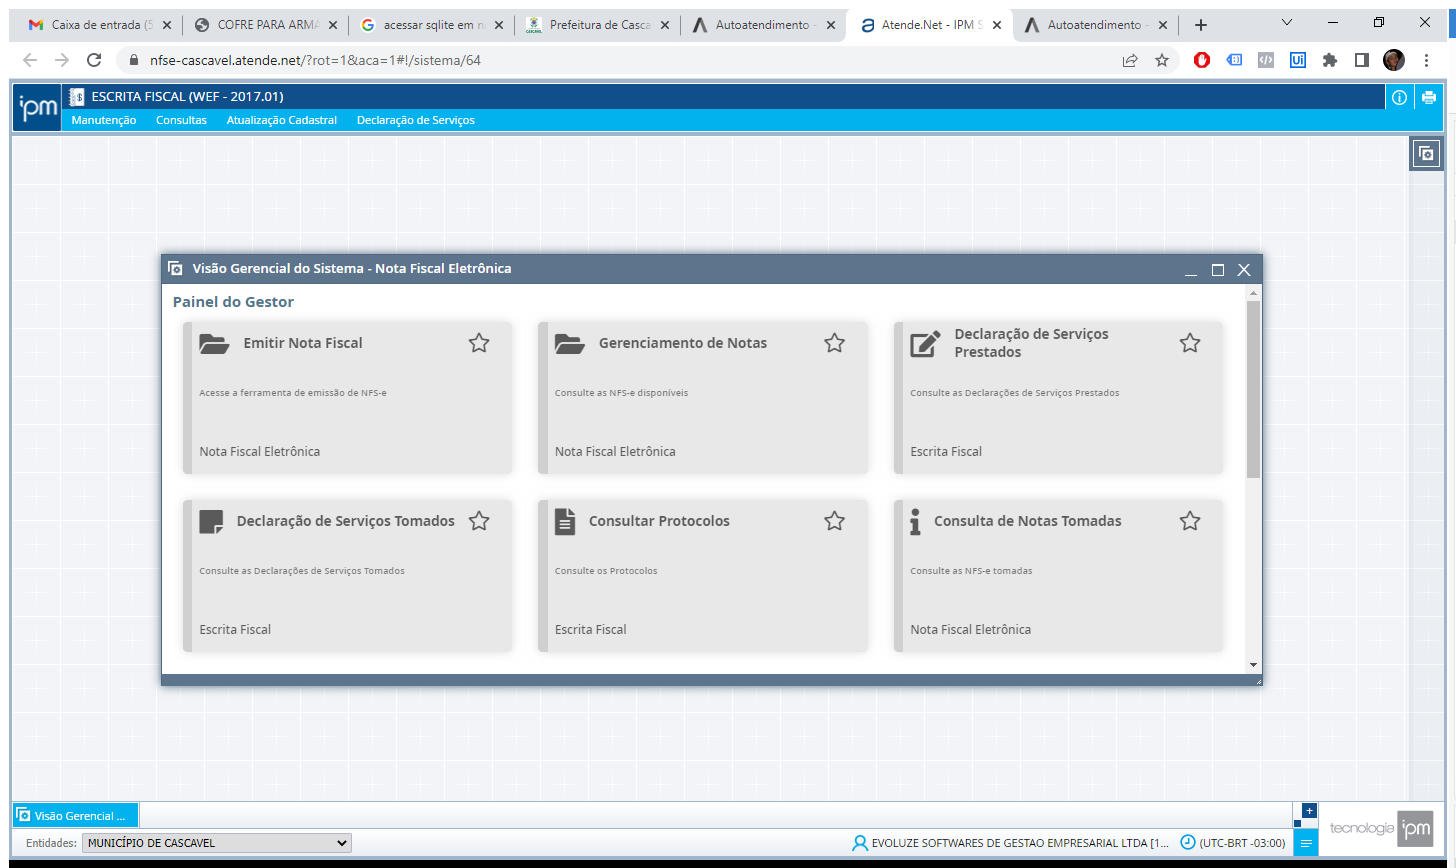 Caixa de entrada (5
COFRE PARA ARMA
acessar sqlite em n
Prefeitura de Casca
Autoatendimento -
Atende.Net - IPM S
Autoatendimento -
nfse-cascavel.atende.net/?rot=1&aca=1#!/sistema/64
ipm
ESCRITA FISCAL (WEF - 2017.01)
Manutenção Consultas Atualização Cadastral Declaração de Serviços
Visão Gerencial do Sistema - Nota Fiscal Eletrônica
Painel do Gestor
Emitir Nota Fiscal
Acesse a ferramenta de emissão de NFS-e
Nota Fiscal Eletrônica
Gerenciamento de Notas
Consulte as NFS-e disponíveis
Nota Fiscal Eletrônica
Declaração de Serviços
Prestados
Consulte as Declarações de Serviços Prestados
Escrita Fiscal
Declaração de Serviços Tomados
Consulte as Declarações de Serviços Tomados
Escrita Fiscal
Consultar Protocolos
Consulte os Protocolos
Escrita Fiscal
Consulta de Notas Tomadas
Consulte as NFS-e tomadas
Nota Fiscal Eletrônica
Visão Gerencial ...
Entidades: MUNICÍPIO DE CASCAVEL
EVOLUZE SOFTWARES DE GESTAO EMPRESARIAL LTDA [1...
(UTC-BRT -03:00)
tecnologia ipm